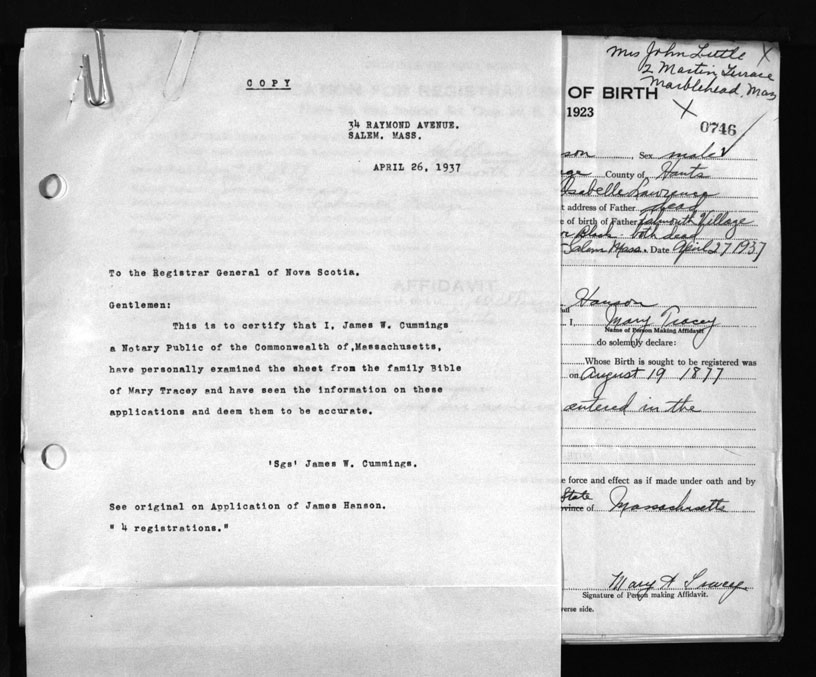 COPY
34 RAYMOND AVENUE.
SALEM. MASS.
APRIL 26, 1937
To the Registrar General of Nova Scotia.
Gentlemen:
This is to certify that I, James W. Cummings
a Notary Public of the Commonwealth of,Massachusetts,
have personally examined the sheet from the family Bible
of Mary Tracey and have seen the information on these
applications and deem them to be accurate.
'Sgs' James W. Cummings.
See original on Application of James Hanson.
" 4 registrations."
Mrs John Little X
2 Martin Terrace
Marblehead, Mass
OF BIRTH
X
1923
0746
son, Sex male
County of Hants
Isabelle Lawrence
address of Father dead
of birth of Father Falmouth Village
Black - both dead
Salem Mass. Date April 27 1937
Hanson
I, Mary Tracey
Name of Person Making Affidavit
do solemnly declare:
Whose Birth is sought to be registered was
on August 19 1877
entered in the
force and effect as if made under oath and by
State
Province of Massachusetts
Mary
Signature of Person making Affidavit.
verse side.
AFFIDAVIT